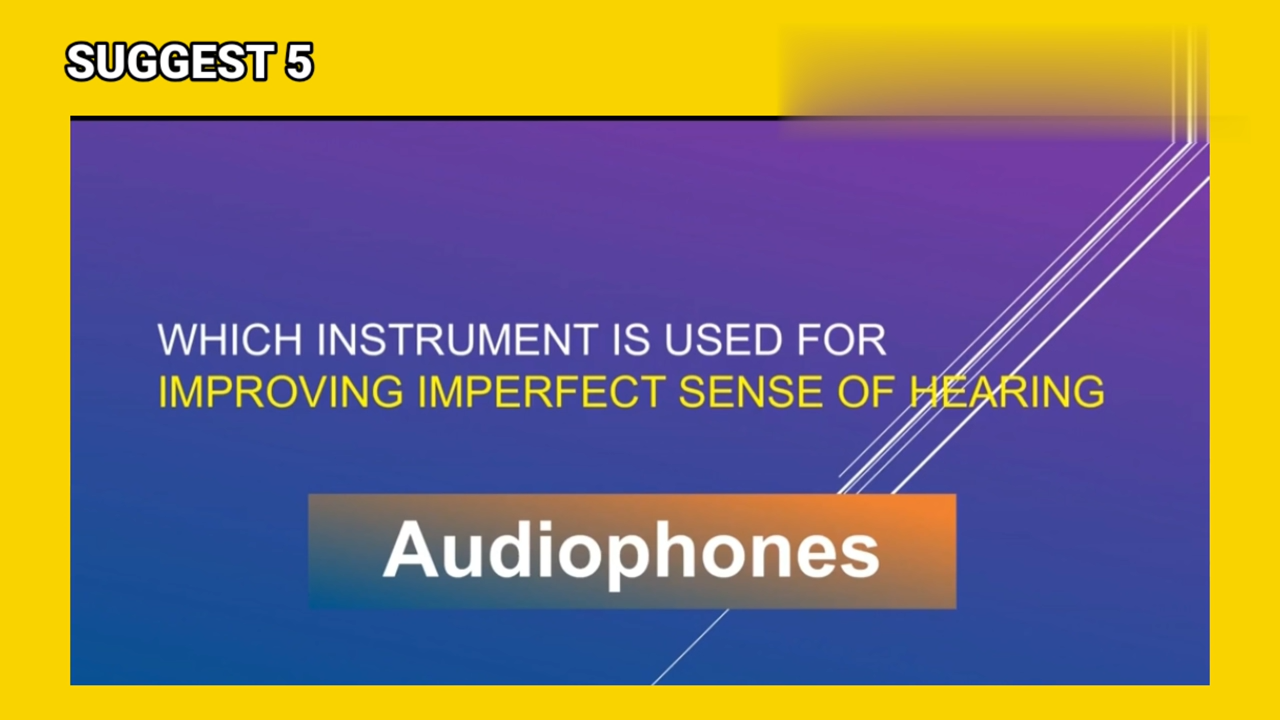 SUGGEST 5
WHICH INSTRUMENT IS USED FOR
IMPROVING IMPERFECT SENSE OF HEARING
Audiophones